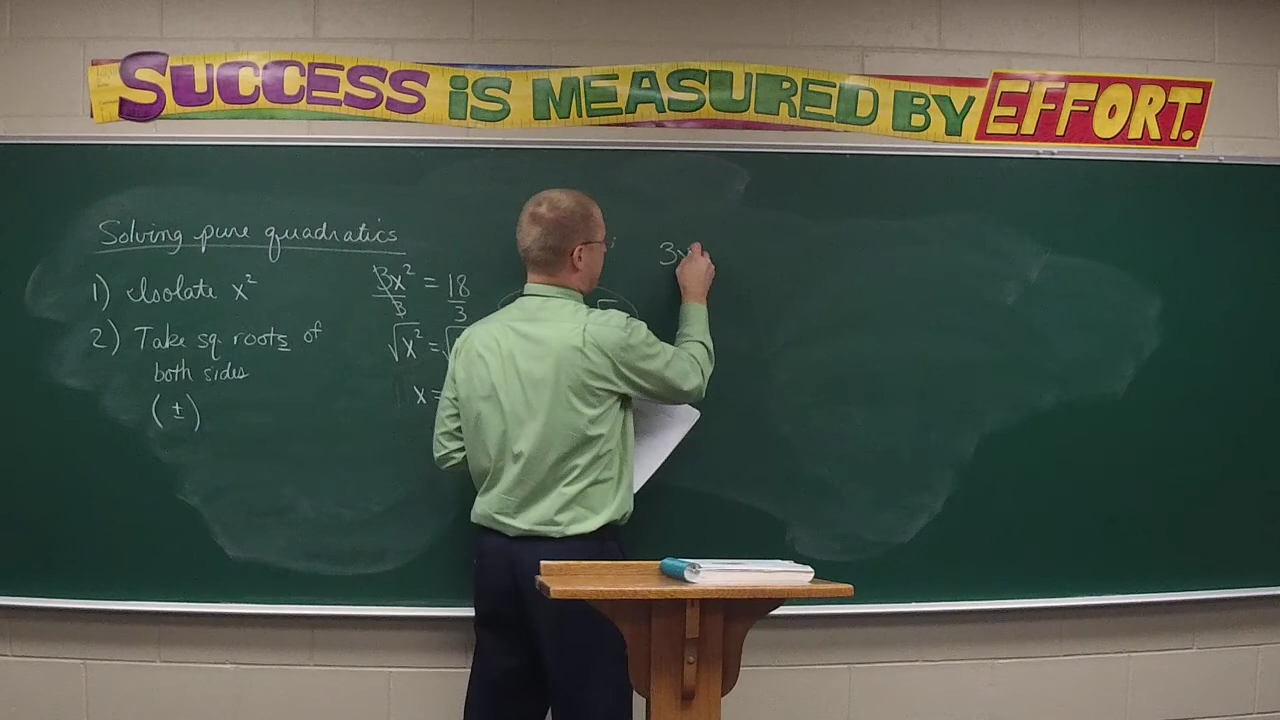 SUCCESS IS MEASURED BY EFFORT.
Solving pure quadratics
1) Isolate x²
2) Take sq. roots of
both sides
(±)
3x² = 18
3 3
√x² = √
x =
3